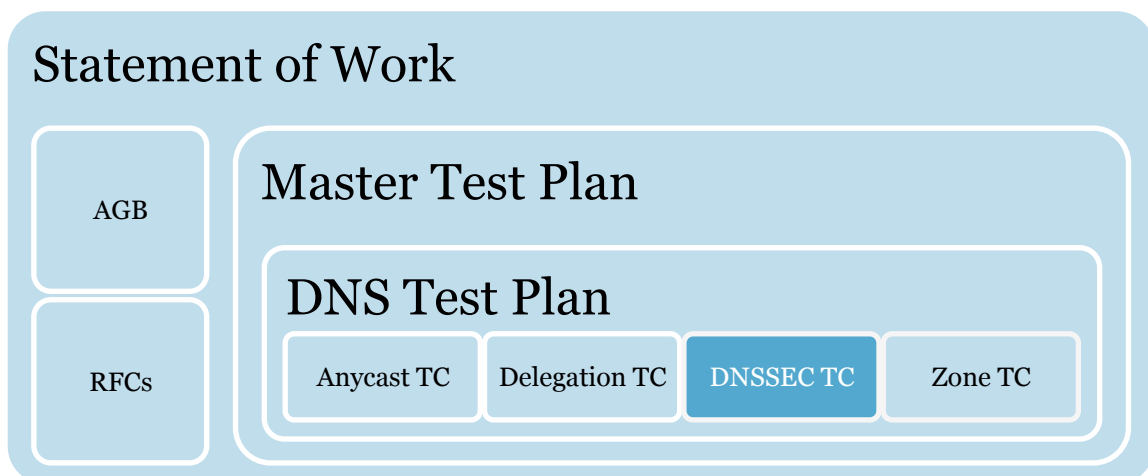 Statement of Work
AGB
RFCs
Master Test Plan
DNS Test Plan
Anycast TC
Delegation TC
DNSSEC TC
Zone TC